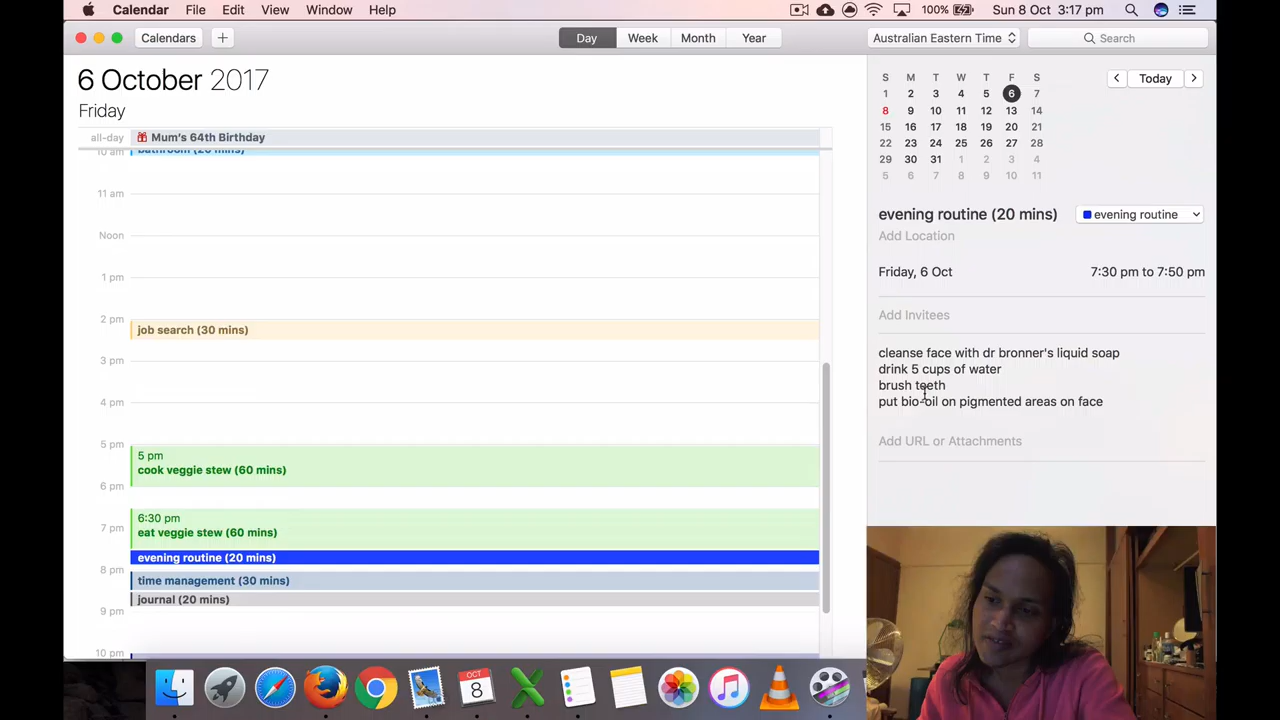 Calendar File Edit View Window Help 100% Sun 8 Oct 3:17 pm
Calendars + Day Week Month Year Australian Eastern Time Search
6 October 2017
Friday
all-day Mum's 64th Birthday
10 am bathroom (20 mins)
11 am
Noon
1 pm
2 pm
job search (30 mins)
3 pm
4 pm
5 pm
5 pm
cook veggie stew (60 mins)
6 pm
6:30 pm
7 pm
eat veggie stew (60 mins)
evening routine (20 mins)
8 pm
time management (30 mins)
journal (20 mins)
9 pm
10 pm
S M T W T F S
< Today >
1 2 3 4 5 6 7
8 9 10 11 12 13 14
15 16 17 18 19 20 21
22 23 24 25 26 27 28
29 30 31 1 2 3 4
5 6 7 8 9 10 11
evening routine (20 mins) evening routine
Add Location
Friday, 6 Oct 7:30 pm to 7:50 pm
Add Invitees
cleanse face with dr bronner's liquid soap
drink 5 cups of water
brush teeth
put bio-oil on pigmented areas on face
Add URL or Attachments
OCT
8